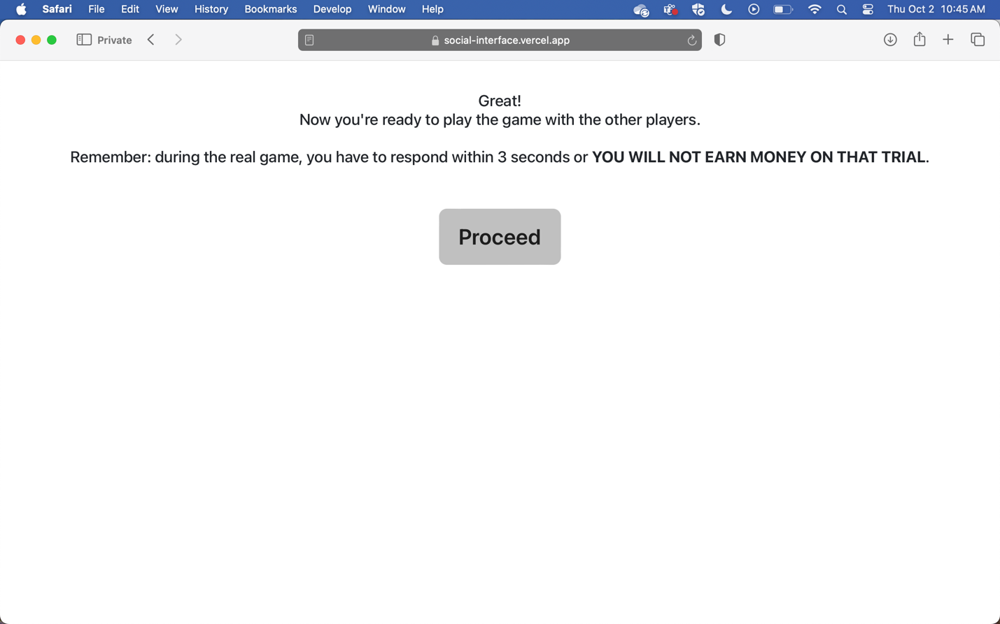 Safari File Edit View History Bookmarks Develop Window Help Thu Oct 2 10:45 AM
Private social-interface.vercel.app
Great!
Now you're ready to play the game with the other players.
Remember: during the real game, you have to respond within 3 seconds or YOU WILL NOT EARN MONEY ON THAT TRIAL.
Proceed